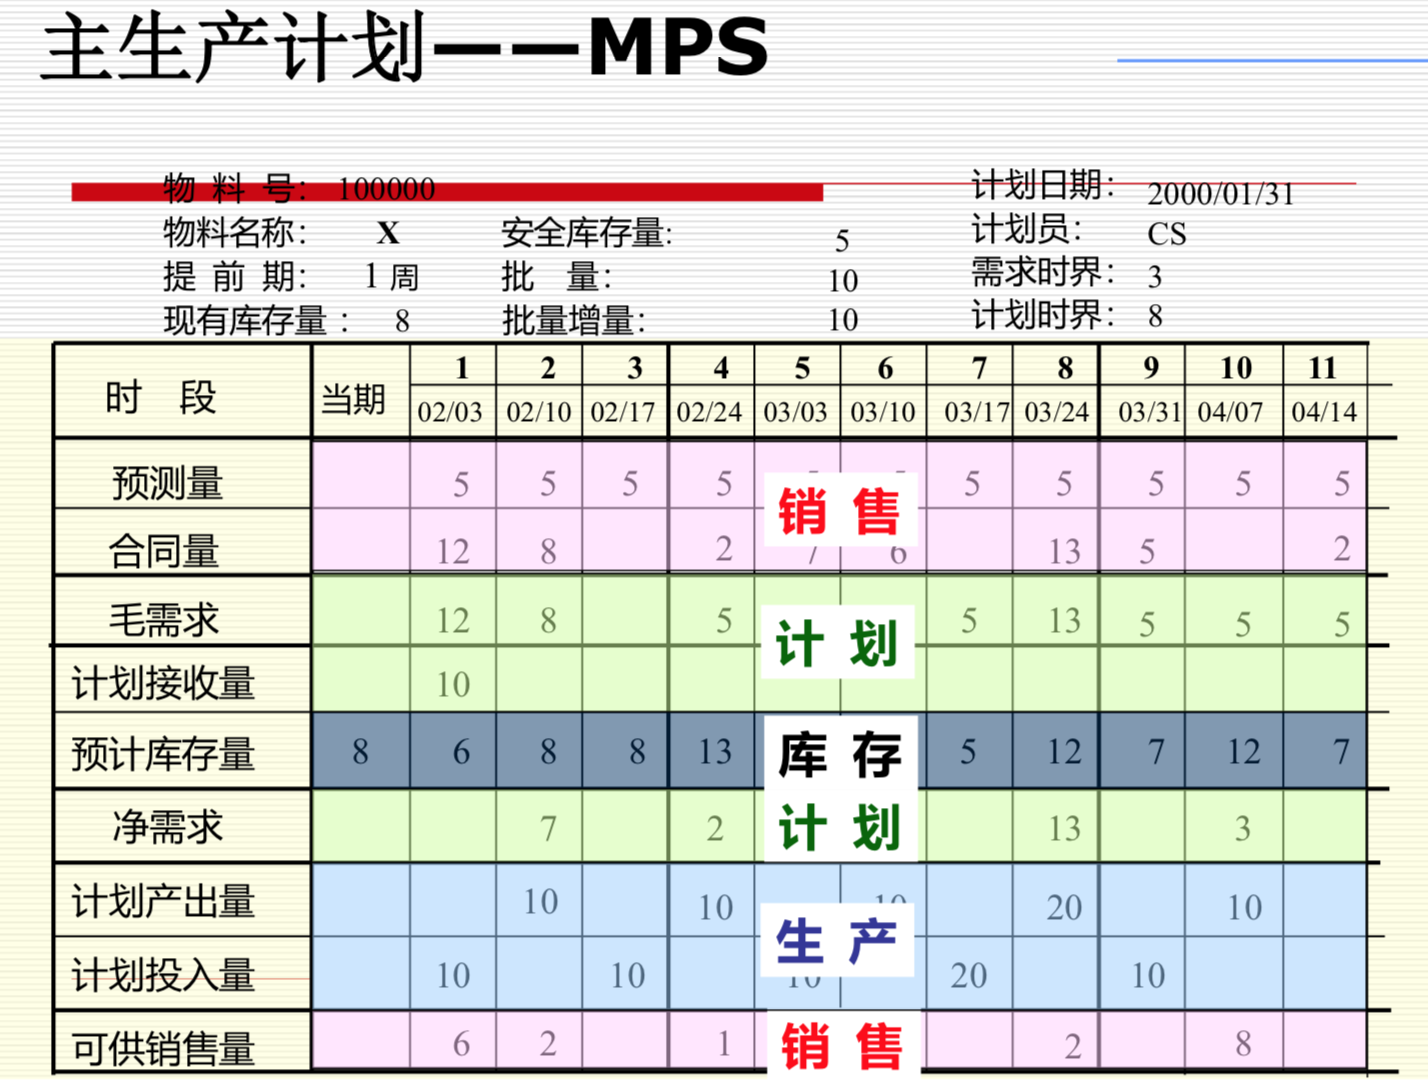 主生产计划——MPS
物 料 号： 100000 计划日期： 2000/01/31
物料名称： X 安全库存量: 5 计划员： CS
提 前 期： 1 周 批 量： 10 需求时界： 3
现有库存量： 8 批量增量： 10 计划时界： 8
时 段 当期 1 2 3 4 5 6 7 8 9 10 11
02/03 02/10 02/17 02/24 03/03 03/10 03/17 03/24 03/31 04/07 04/14
预测量 5 5 5 5 5 5 5 5 5
销 售
合同量 12 8 2 7 6 13 5 2
毛需求 12 8 5 5 13 5 5 5
计 划
计划接收量 10
预计库存量 8 6 8 8 13 库 存 5 12 7 12 7
净需求 7 2 计 划 13 3
计划产出量 10 10 10 20 10
生 产
计划投入量 10 10 10 20 10
可供销售量 6 2 1 销 售 2 8